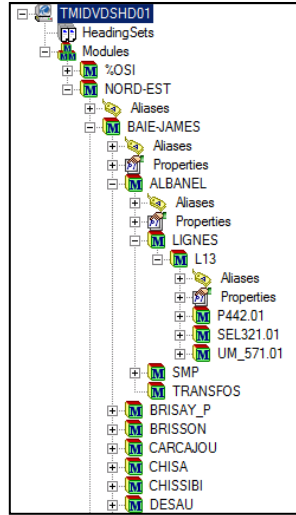 TMIDVDSHD01
HeadingSets
Modules
%OSI
NORD-EST
Aliases
BAIE-JAMES
Aliases
Properties
ALBANEL
Aliases
Properties
LIGNES
L13
Aliases
Properties
P442.01
SEL321.01
UM_571.01
SMP
TRANSFOS
BRISAY_P
BRISSON
CARCAJOU
CHISA
CHISSIBI
DESAU